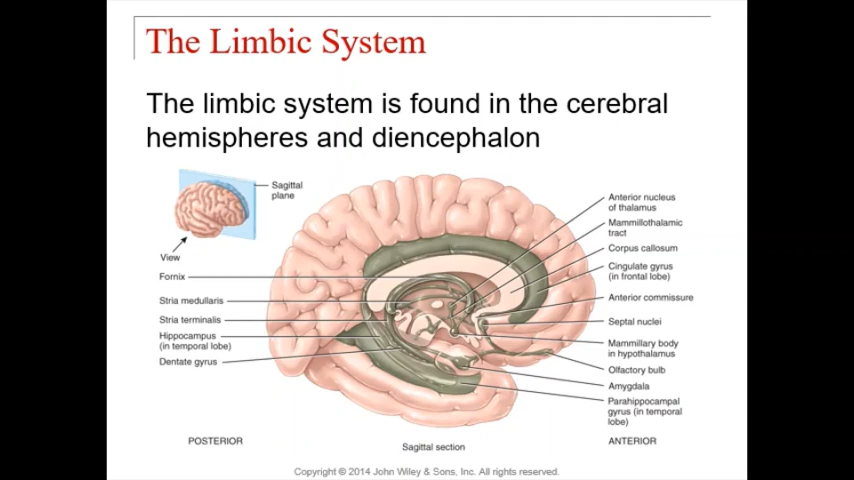 The Limbic System
The limbic system is found in the cerebral
hemispheres and diencephalon
Sagittal
plane
View
Fornix
Stria medullaris
Stria terminalis
Hippocampus
(in temporal lobe)
Dentate gyrus
Anterior nucleus
of thalamus
Mammillothalamic
tract
Corpus callosum
Cingulate gyrus
(in frontal lobe)
Anterior commissure
Septal nuclei
Mammillary body
in hypothalamus
Olfactory bulb
Amygdala
Parahippocampal
gyrus (in temporal
lobe)
POSTERIOR
Sagittal section
ANTERIOR
Copyright © 2014 John Wiley & Sons, Inc. All rights reserved.